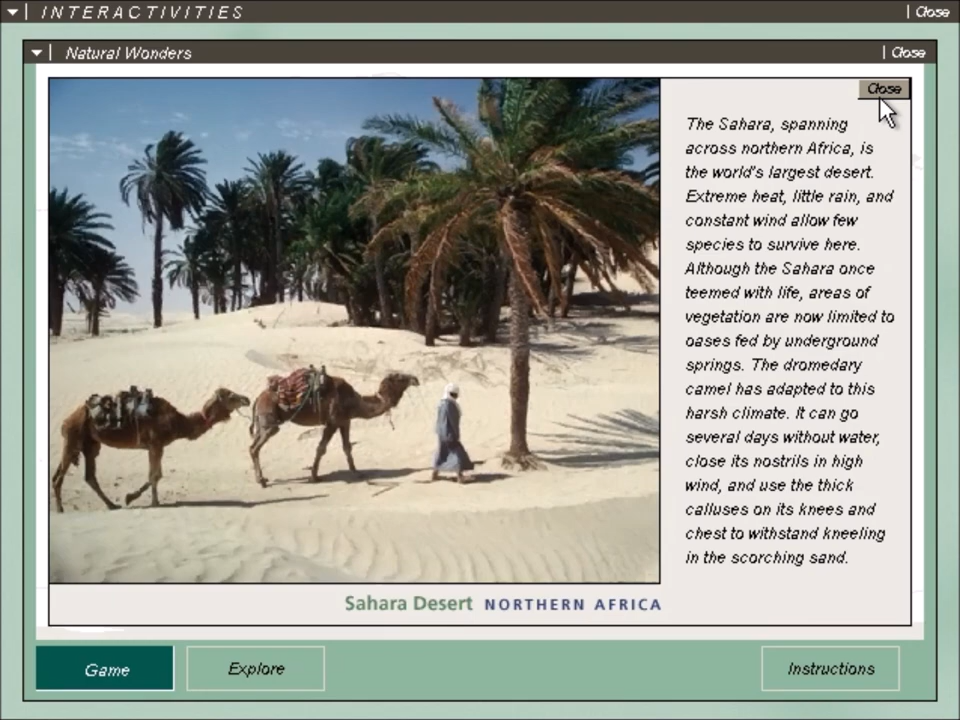 INTERACTIVITIES
Close
Natural Wonders
Close
Close
The Sahara, spanning
across northern Africa, is
the world's largest desert.
Extreme heat, little rain, and
constant wind allow few
species to survive here.
Although the Sahara once
teemed with life, areas of
vegetation are now limited to
oases fed by underground
springs. The dromedary
camel has adapted to this
harsh climate. It can go
several days without water,
close its nostrils in high
wind, and use the thick
calluses on its knees and
chest to withstand kneeling
in the scorching sand.
Sahara Desert NORTHERN AFRICA
Game
Explore
Instructions